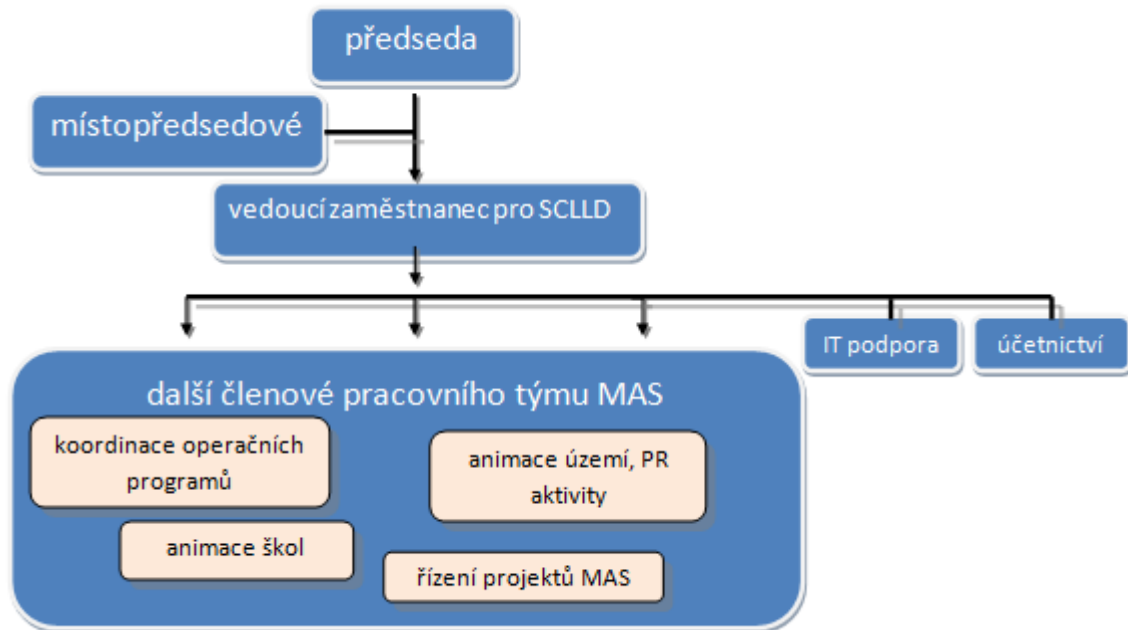 předseda
místopředsedové
vedoucí zaměstnanec pro SCLLD
IT podpora
účetnictví
další členové pracovního týmu MAS
koordinace operačních
programů
animace území, PR
aktivity
animace škol
řízení projektů MAS